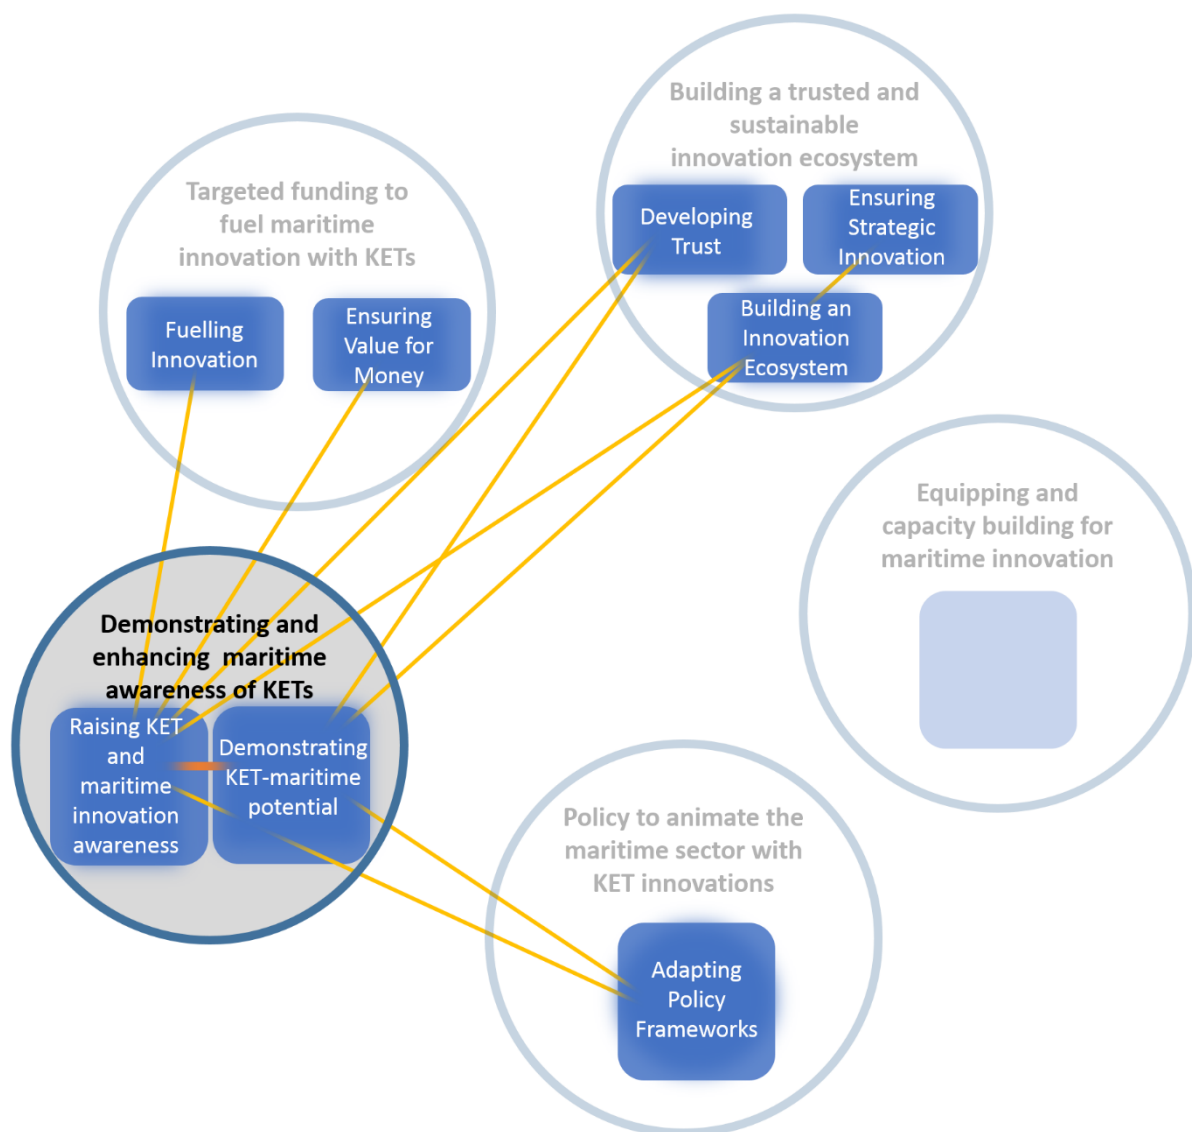 Building a trusted and
sustainable
innovation ecosystem
Developing
Trust
Ensuring
Strategic
Innovation
Building an
Innovation
Ecosystem
Targeted funding to
fuel maritime
innovation with KETs
Fuelling
Innovation
Ensuring
Value for
Money
Equipping and
capacity building for
maritime innovation
Demonstrating and
enhancing maritime
awareness of KETs
Raising KET
and
maritime
innovation
awareness
Demonstrating
KET-maritime
potential
Policy to animate the
maritime sector with
KET innovations
Adapting
Policy
Frameworks